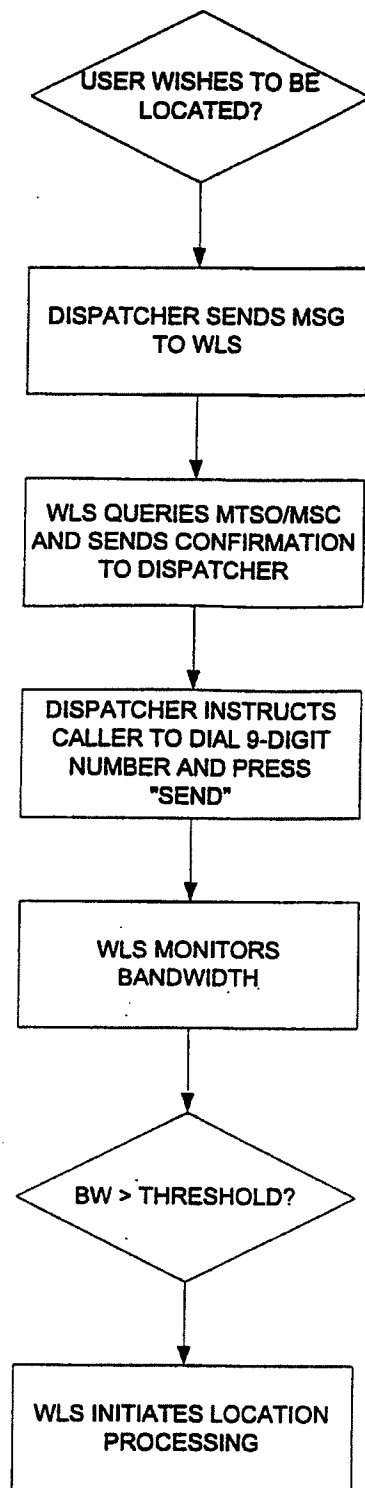 USER WISHES TO BE
LOCATED?
DISPATCHER SENDS MSG
TO WLS
WLS QUERIES MTSO/MSC
AND SENDS CONFIRMATION
TO DISPATCHER
DISPATCHER INSTRUCTS
CALLER TO DIAL 9-DIGIT
NUMBER AND PRESS
"SEND"
WLS MONITORS
BANDWIDTH
BW > THRESHOLD?
WLS INITIATES LOCATION
PROCESSING